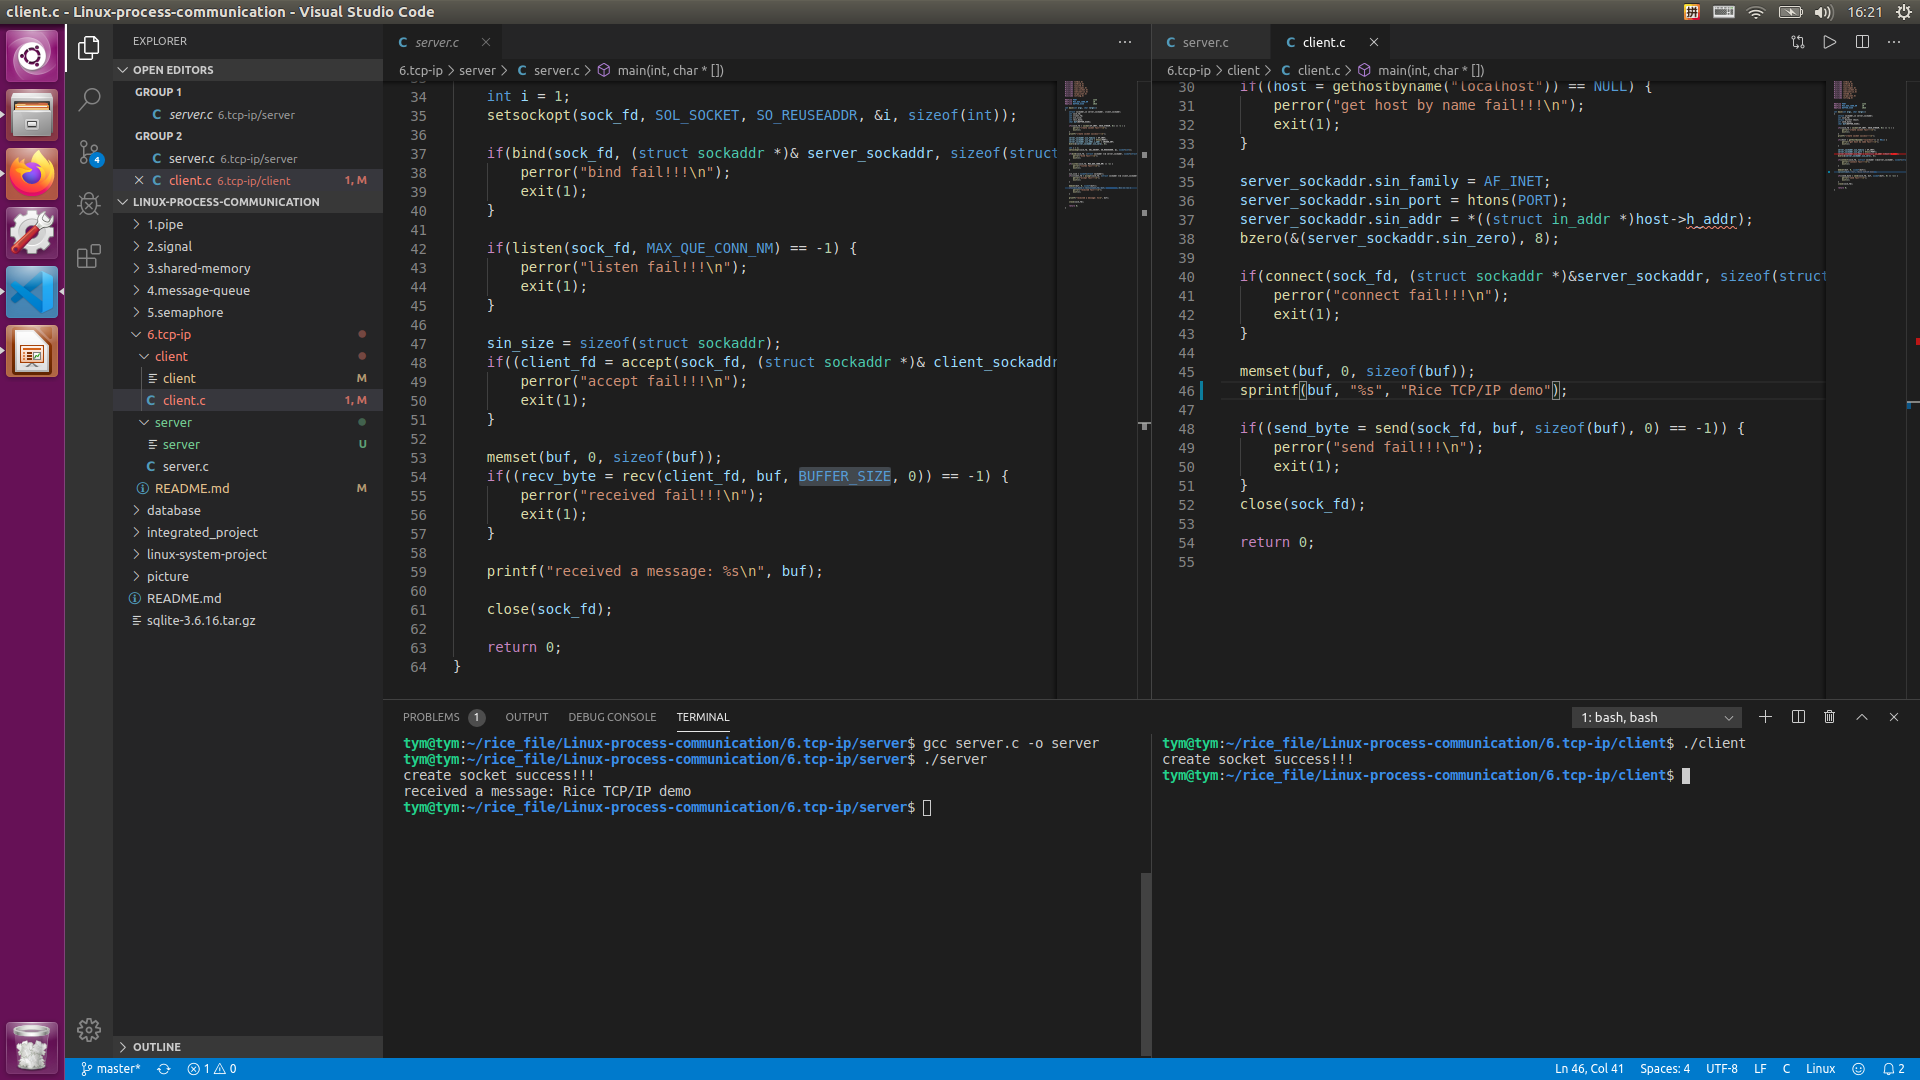 client.c - Linux-process-communication - Visual Studio Code
16:21
EXPLORER
OPEN EDITORS
GROUP 1
C server.c 6.tcp-ip/server
GROUP 2
C server.c 6.tcp-ip/server
C client.c 6.tcp-ip/client 1, M
LINUX-PROCESS-COMMUNICATION
1.pipe
2.signal
3.shared-memory
4.message-queue
5.semaphore
6.tcp-ip
client
client M
C client.c 1, M
server
server U
C server.c
README.md M
database
integrated_project
linux-system-project
picture
README.md
sqlite-3.6.16.tar.gz
OUTLINE
4
C server.c
6.tcp-ip > server > C server.c > main(int, char * [])
34 int i = 1;
35 setsockopt(sock_fd, SOL_SOCKET, SO_REUSEADDR, &i, sizeof(int));
36
37 if(bind(sock_fd, (struct sockaddr *)& server_sockaddr, sizeof(struct
38 perror("bind fail!!!\n");
39 exit(1);
40 }
41
42 if(listen(sock_fd, MAX_QUE_CONN_NM) == -1) {
43 perror("listen fail!!!\n");
44 exit(1);
45 }
46
47 sin_size = sizeof(struct sockaddr);
48 if((client_fd = accept(sock_fd, (struct sockaddr *)& client_sockaddr
49 perror("accept fail!!!\n");
50 exit(1);
51 }
52
53 memset(buf, 0, sizeof(buf));
54 if((recv_byte = recv(client_fd, buf, BUFFER_SIZE, 0)) == -1) {
55 perror("received fail!!!\n");
56 exit(1);
57 }
58
59 printf("received a message: %s\n", buf);
60
61 close(sock_fd);
62
63 return 0;
64 }
C server.c
C client.c
6.tcp-ip > client > C client.c > main(int, char * [])
30 if((host = gethostbyname("localhost")) == NULL) {
31 perror("get host by name fail!!!\n");
32 exit(1);
33 }
34
35 server_sockaddr.sin_family = AF_INET;
36 server_sockaddr.sin_port = htons(PORT);
37 server_sockaddr.sin_addr = *((struct in_addr *)host->h_addr);
38 bzero(&(server_sockaddr.sin_zero), 8);
39
40 if(connect(sock_fd, (struct sockaddr *)&server_sockaddr, sizeof(struct
41 perror("connect fail!!!\n");
42 exit(1);
43 }
44
45 memset(buf, 0, sizeof(buf));
46 sprintf(buf, "%s", "Rice TCP/IP demo");
47
48 if((send_byte = send(sock_fd, buf, sizeof(buf), 0) == -1)) {
49 perror("send fail!!!\n");
50 exit(1);
51 }
52 close(sock_fd);
53
54 return 0;
55
PROBLEMS 1 OUTPUT DEBUG CONSOLE TERMINAL
1: bash, bash
tym@tym:~/rice_file/Linux-process-communication/6.tcp-ip/server$ gcc server.c -o server
tym@tym:~/rice_file/Linux-process-communication/6.tcp-ip/server$ ./server
create socket success!!!
received a message: Rice TCP/IP demo
tym@tym:~/rice_file/Linux-process-communication/6.tcp-ip/server$
tym@tym:~/rice_file/Linux-process-communication/6.tcp-ip/client$ ./client
create socket success!!!
tym@tym:~/rice_file/Linux-process-communication/6.tcp-ip/client$
master* 1 0 Ln 46, Col 41 Spaces: 4 UTF-8 LF C Linux 2